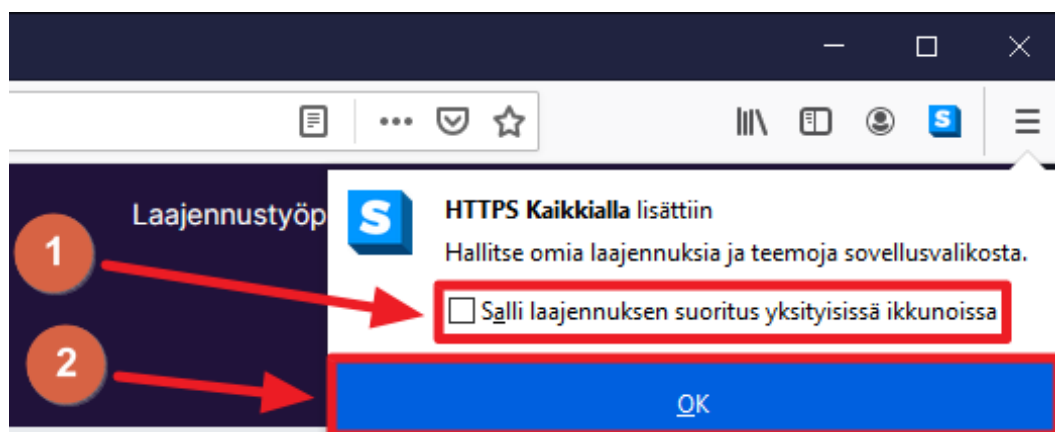 Laajennustyöp
S
S
HTTPS Kaikkialla lisättiin
Hallitse omia laajennuksia ja teemoja sovellusvalikosta.
1
Salli laajennuksen suoritus yksityisissä ikkunoissa
2
OK